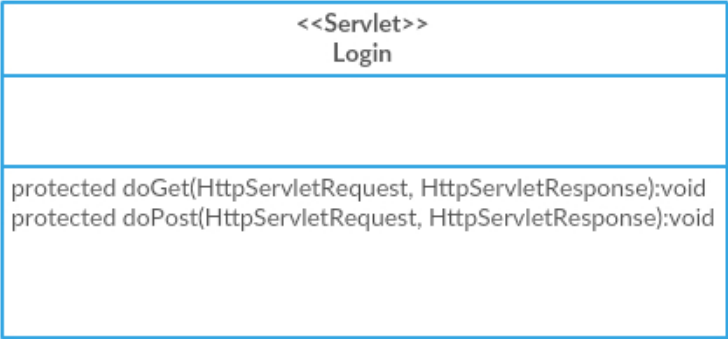 <<Servlet>>
Login
protected doGet(HttpServletRequest, HttpServletResponse):void
protected doPost(HttpServletRequest, HttpServletResponse):void